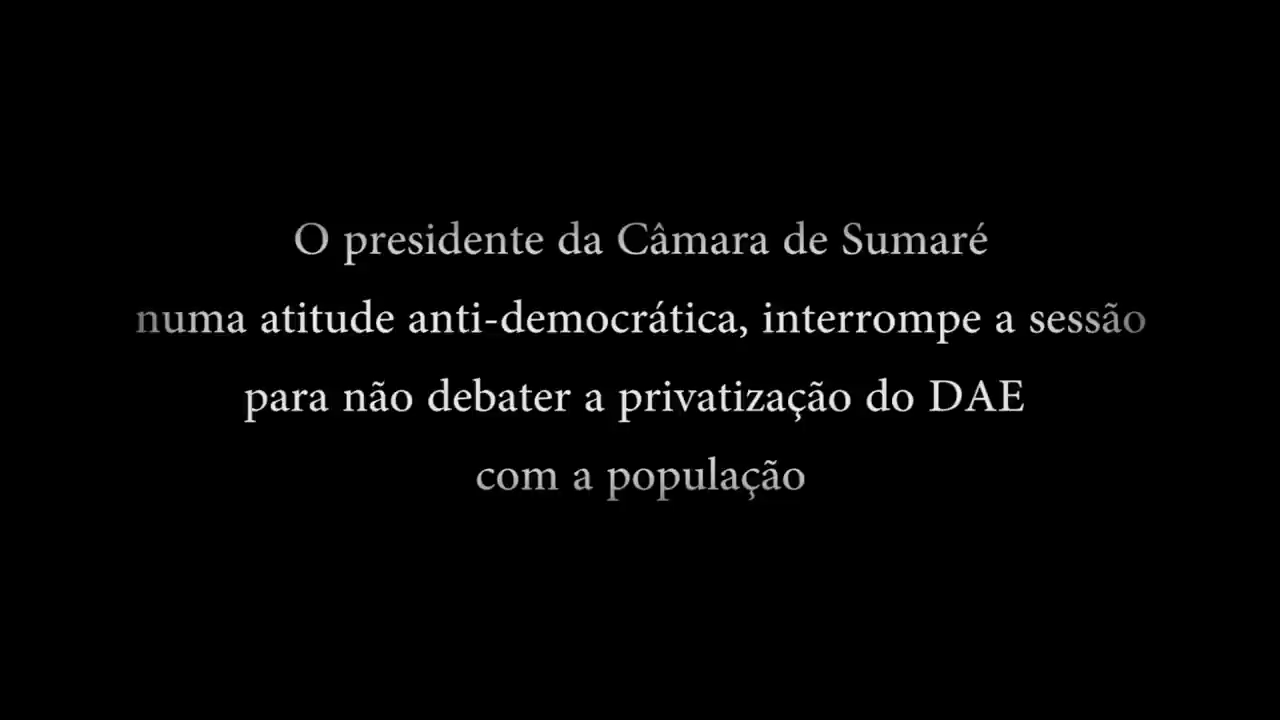 O presidente da Câmara de Sumaré
numa atitude anti-democrática, interrompe a sessão
para não debater a privatização do DAE
com a população